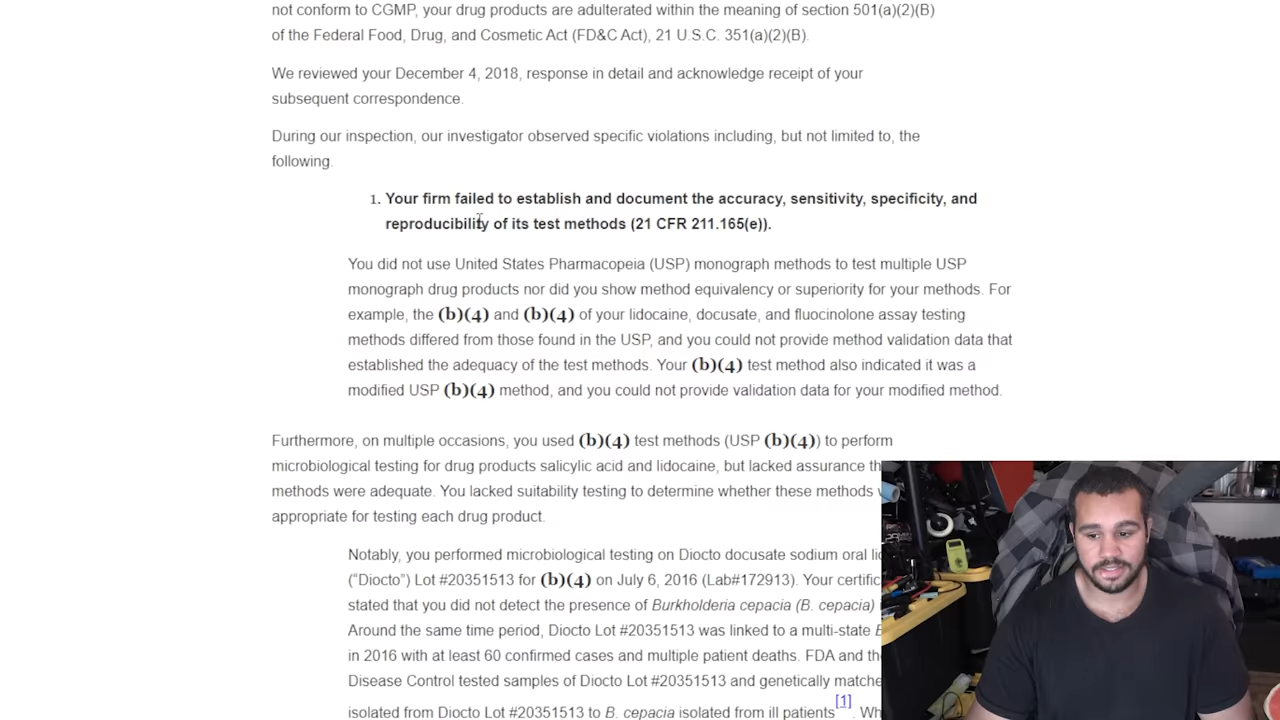 not conform to CGMP, your drug products are adulterated within the meaning of section 501(a)(2)(B)
of the Federal Food, Drug, and Cosmetic Act (FD&C Act), 21 U.S.C. 351(a)(2)(B).
We reviewed your December 4, 2018, response in detail and acknowledge receipt of your
subsequent correspondence.
During our inspection, our investigator observed specific violations including, but not limited to, the
following.
1. Your firm failed to establish and document the accuracy, sensitivity, specificity, and
reproducibility of its test methods (21 CFR 211.165(e)).
You did not use United States Pharmacopeia (USP) monograph methods to test multiple USP
monograph drug products nor did you show method equivalency or superiority for your methods. For
example, the (b)(4) and (b)(4) of your lidocaine, docusate, and fluocinolone assay testing
methods differed from those found in the USP, and you could not provide method validation data that
established the adequacy of the test methods. Your (b)(4) test method also indicated it was a
modified USP (b)(4) method, and you could not provide validation data for your modified method.
Furthermore, on multiple occasions, you used (b)(4) test methods (USP (b)(4)) to perform
microbiological testing for drug products salicylic acid and lidocaine, but lacked assurance
methods were adequate. You lacked suitability testing to determine whether these methods
appropriate for testing each drug product.
Notably, you performed microbiological testing on Diocto docusate sodium oral
("Diocto") Lot #20351513 for (b)(4) on July 6, 2016 (Lab#172913). Your
stated that you did not detect the presence of Burkholderia cepacia (B. cepacia)
Around the same time period, Diocto Lot #20351513 was linked to a multi-state
in 2016 with at least 60 confirmed cases and multiple patient deaths. FDA and
Disease Control tested samples of Diocto Lot #20351513 and genetically
isolated from Diocto Lot #20351513 to B. cepacia isolated from ill patients[1].